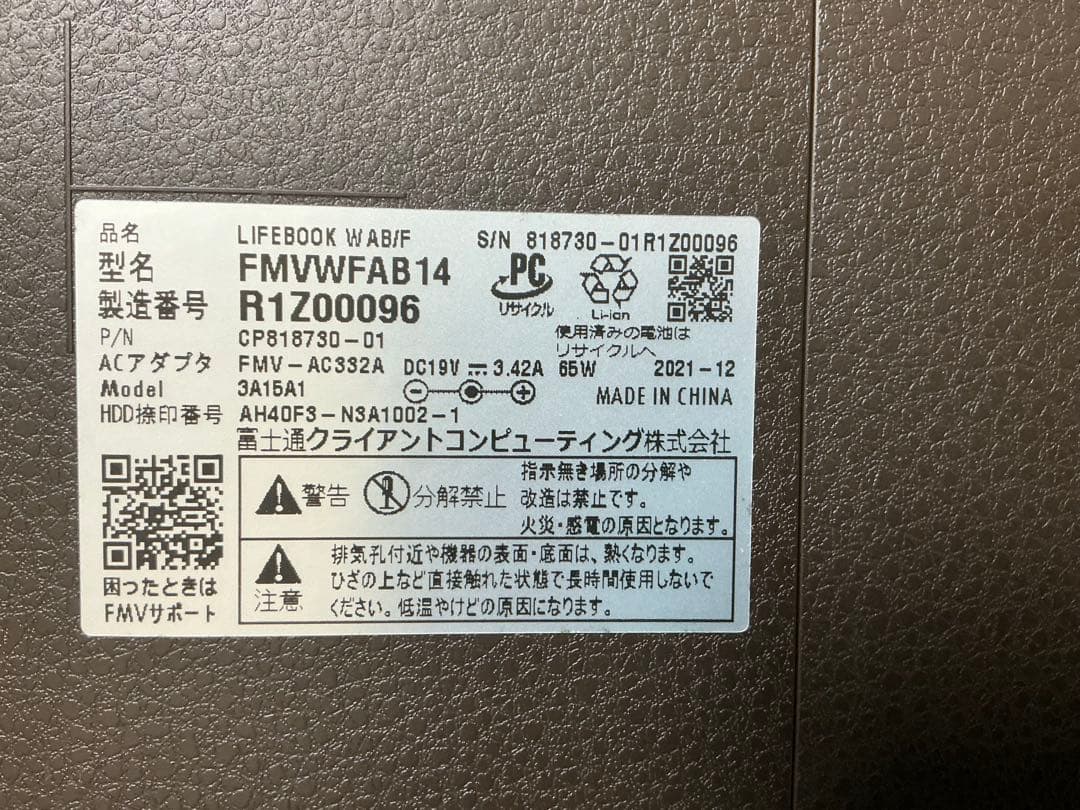 品名 LIFEBOOK WAB/F S/N 818730-01R1Z00096
型名 FMVWFAB14
製造番号 R1Z00096
PC
リサイクル
Li-ion
使用済みの電池は
リサイクルへ
P/N CP818730-01
ACアダプタ FMV-AC332A DC19V 3.42A 65W 2021-12
Model 3A15A1 MADE IN CHINA
HDD捺印番号 AH40F3-N3A1002-1
富士通クライアントコンピューティング株式会社
警告 分解禁止
指示無き場所の分解や
改造は禁止です。
火災・感電の原因となります。
注意
排気孔付近や機器の表面・底面は、熱くなります。
ひざの上など直接触れた状態で長時間使用しないで
ください。低温やけどの原因になります。
困ったときは
FMVサポート